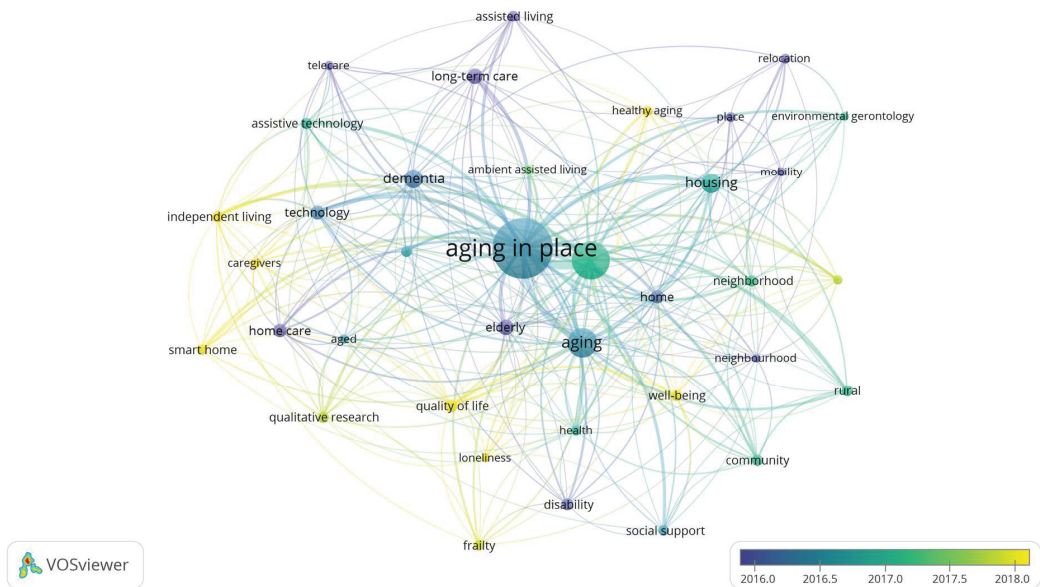 assisted living
relocation
telecare
long-term care
healthy aging
place
environmental gerontology
assistive technology
ambient assisted living
mobility
dementia
housing
independent living
technology
aging in place
caregivers
neighborhood
home
home care
elderly
aged
aging
smart home
neighbourhood
rural
well-being
quality of life
qualitative research
health
loneliness
community
disability
social support
frailty
VOSviewer
2016.0 2016.5 2017.0 2017.5 2018.0